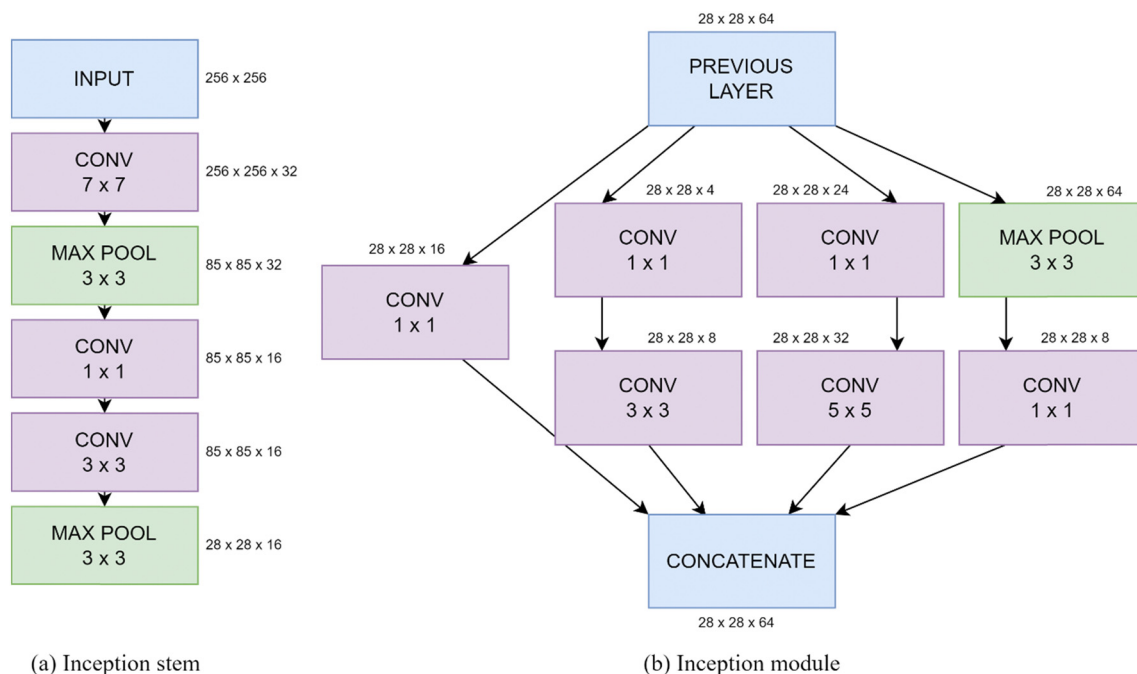 INPUT
256 x 256
CONV
7 x 7
256 x 256 x 32
MAX POOL
3 x 3
85 x 85 x 32
CONV
1 x 1
85 x 85 x 16
CONV
3 x 3
85 x 85 x 16
MAX POOL
3 x 3
28 x 28 x 16
(a) Inception stem
28 x 28 x 64
PREVIOUS
LAYER
28 x 28 x 16
CONV
1 x 1
28 x 28 x 4
CONV
1 x 1
28 x 28 x 24
CONV
1 x 1
28 x 28 x 64
MAX POOL
3 x 3
28 x 28 x 8
CONV
3 x 3
28 x 28 x 32
CONV
5 x 5
28 x 28 x 8
CONV
1 x 1
CONCATENATE
28 x 28 x 64
(b) Inception module